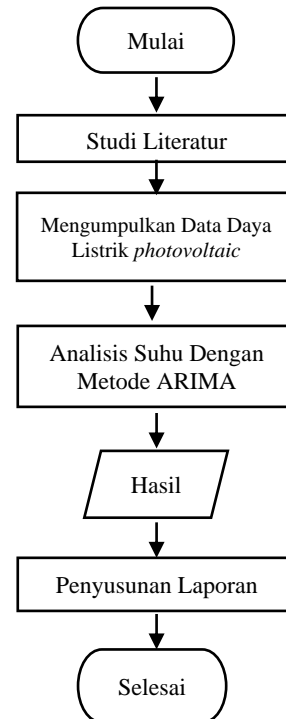 Mulai
Studi Literatur
Mengumpulkan Data Daya
Listrik photovoltaic
Analisis Suhu Dengan
Metode ARIMA
Hasil
Penyusunan Laporan
Selesai